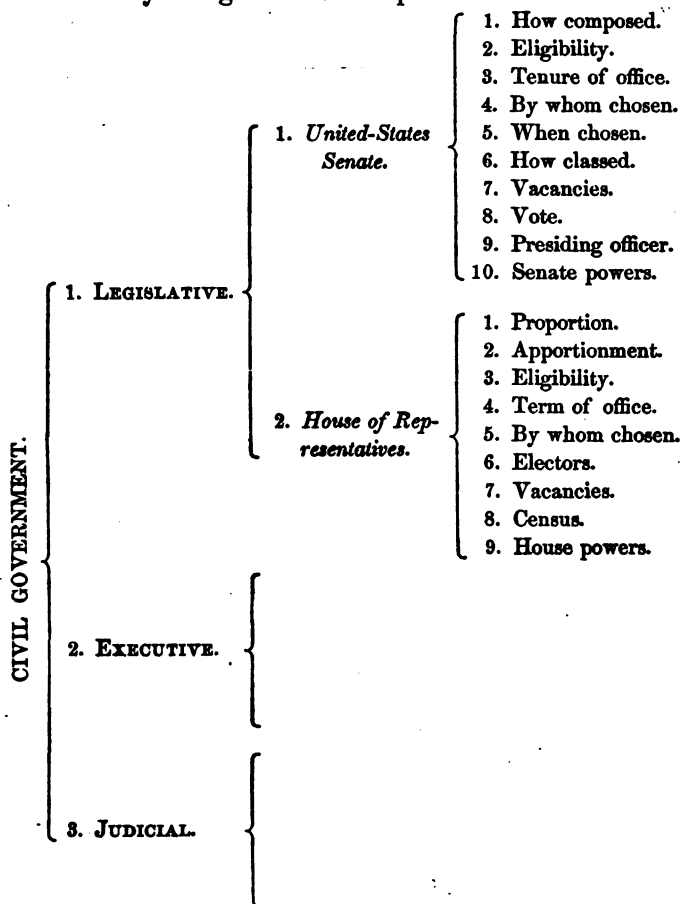 1. How composed.
2. Eligibility.
3. Tenure of office.
4. By whom chosen.
1. United-States
Senate.
5. When chosen.
6. How classed.
7. Vacancies.
8. Vote.
9. Presiding officer.
10. Senate powers.
1. LEGISLATIVE.
1. Proportion.
2. Apportionment.
3. Eligibility.
4. Term of office.
2. House of Rep-
resentatives.
5. By whom chosen.
6. Electors.
7. Vacancies.
8. Census.
9. House powers.
CIVIL GOVERNMENT.
2. EXECUTIVE.
3. JUDICIAL.